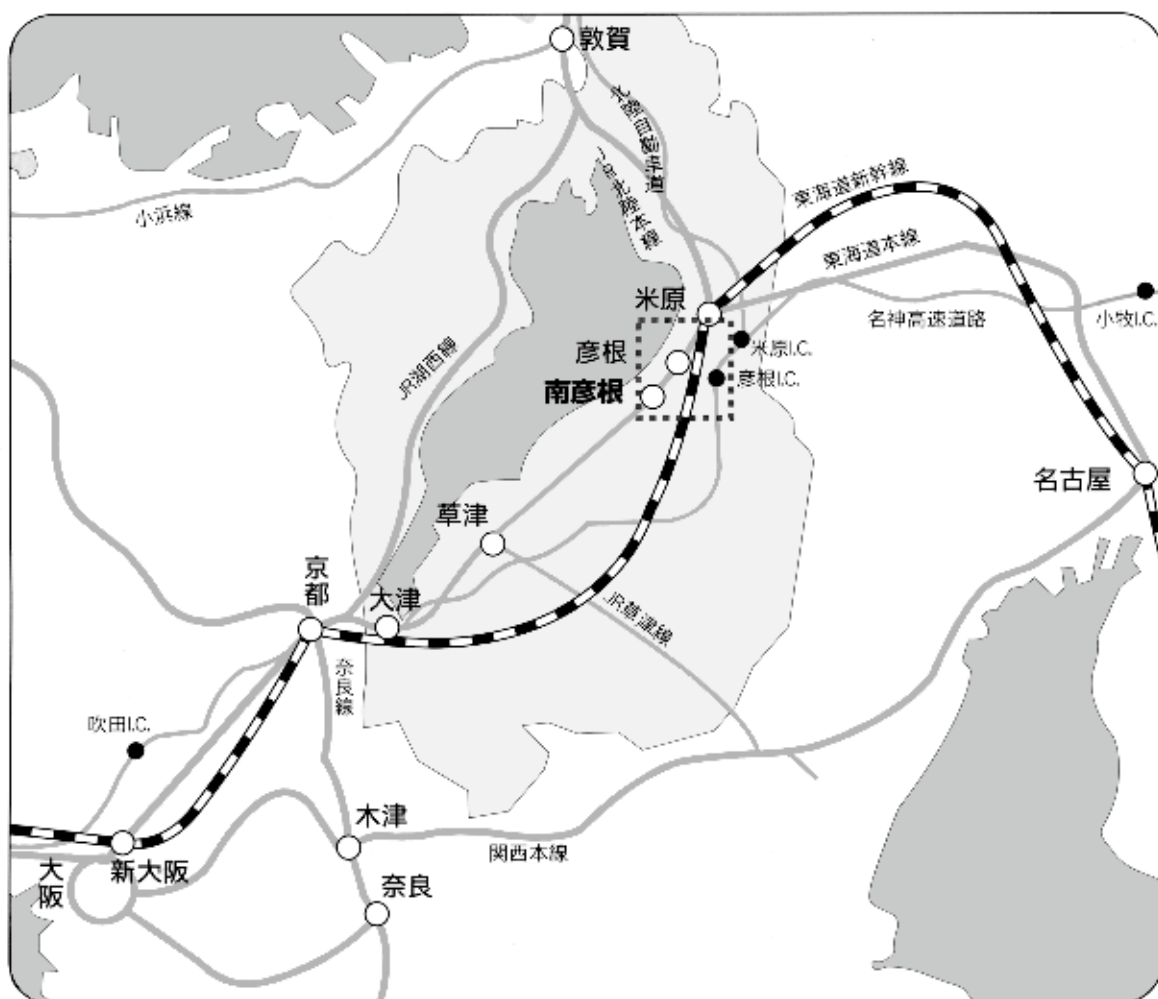 敦賀
北陸自動車道
JR北陸本線
小浜線
東海道新幹線
東海道本線
米原
名神高速道路
小牧I.C.
米原I.C.
彦根
彦根I.C.
南彦根
JR湖西線
名古屋
草津
京都
大津
JR草津線
奈良線
吹田I.C.
木津
関西本線
新大阪
大阪
奈良